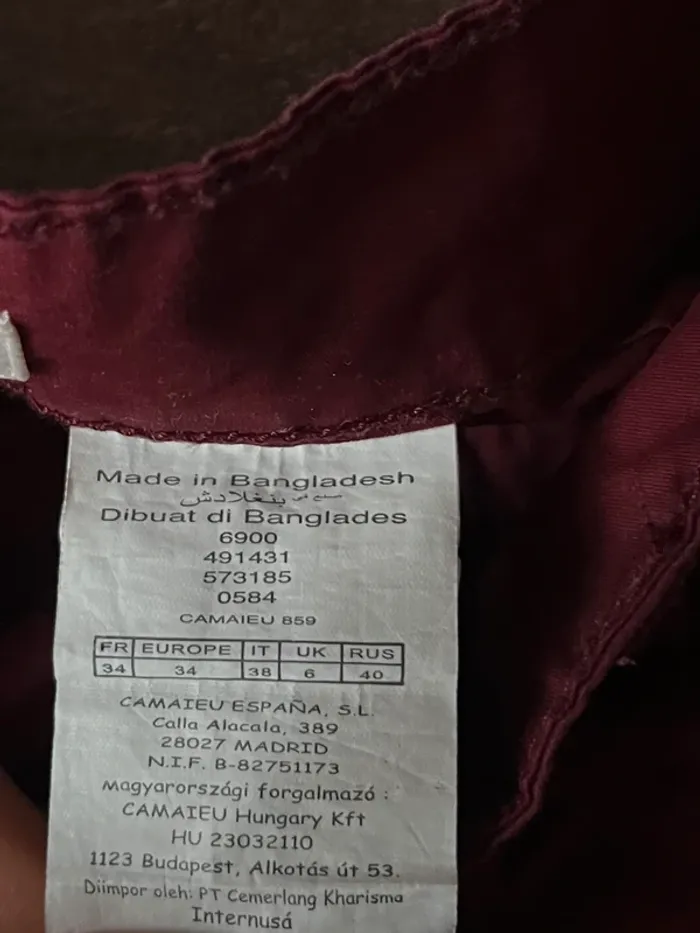 Made in Bangladesh
صنع في بنغلادش
Dibuat di Banglades
6900
491431
573185
0584
CAMAIEU 859
FR EUROPE IT UK RUS
34 34 38 6 40
CAMAIEU ESPAÑA, S.L.
Calla Alacala, 389
28027 MADRID
N.I.F. B-82751173
Magyarországi forgalmazó :
CAMAIEU Hungary Kft
HU 23032110
1123 Budapest, Alkotás út 53.
Diimpor oleh: PT Cemerlang Kharisma
Internusá